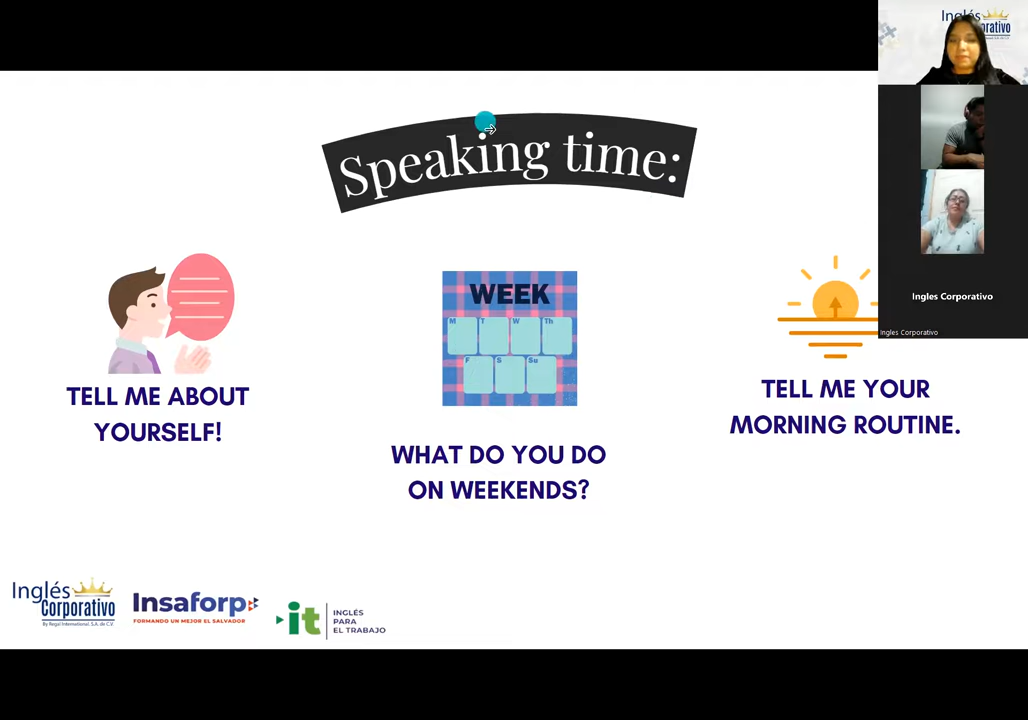 Speaking time:
TELL ME ABOUT
YOURSELF!
WEEK
M T W Th
F S Su
WHAT DO YOU DO
ON WEEKENDS?
TELL ME YOUR
MORNING ROUTINE.
Inglés
Corporativo
By Regal International, S.A. de C.V.
Insaforp
FORMANDO UN MEJOR EL SALVADOR
it
INGLÉS
PARA
EL TRABAJO
Inglés
Ingles Corporativo
Ingles Corporativo